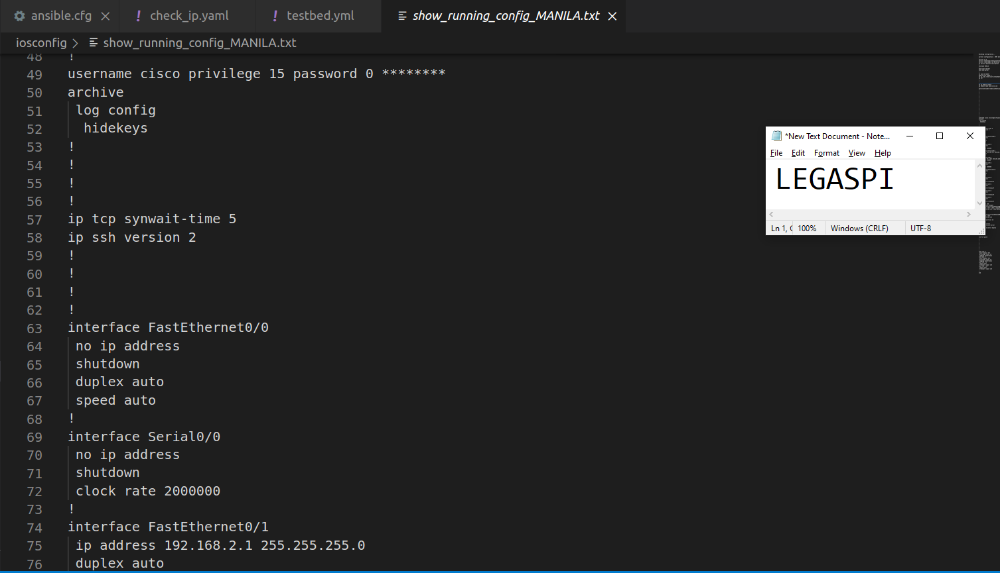 ansible.cfg
check_ip.yaml
testbed.yml
show_running_config_MANILA.txt
iosconfig > show_running_config_MANILA.txt
48 !
49 username cisco privilege 15 password 0 ********
50 archive
51 log config
52 hidekeys
53 !
54 !
55 !
56 !
57 ip tcp synwait-time 5
58 ip ssh version 2
59 !
60 !
61 !
62 !
63 interface FastEthernet0/0
64 no ip address
65 shutdown
66 duplex auto
67 speed auto
68 !
69 interface Serial0/0
70 no ip address
71 shutdown
72 clock rate 2000000
73 !
74 interface FastEthernet0/1
75 ip address 192.168.2.1 255.255.255.0
76 duplex auto
*New Text Document - Note...
File Edit Format View Help
LEGASPI
Ln 1, 100% Windows (CRLF) UTF-8